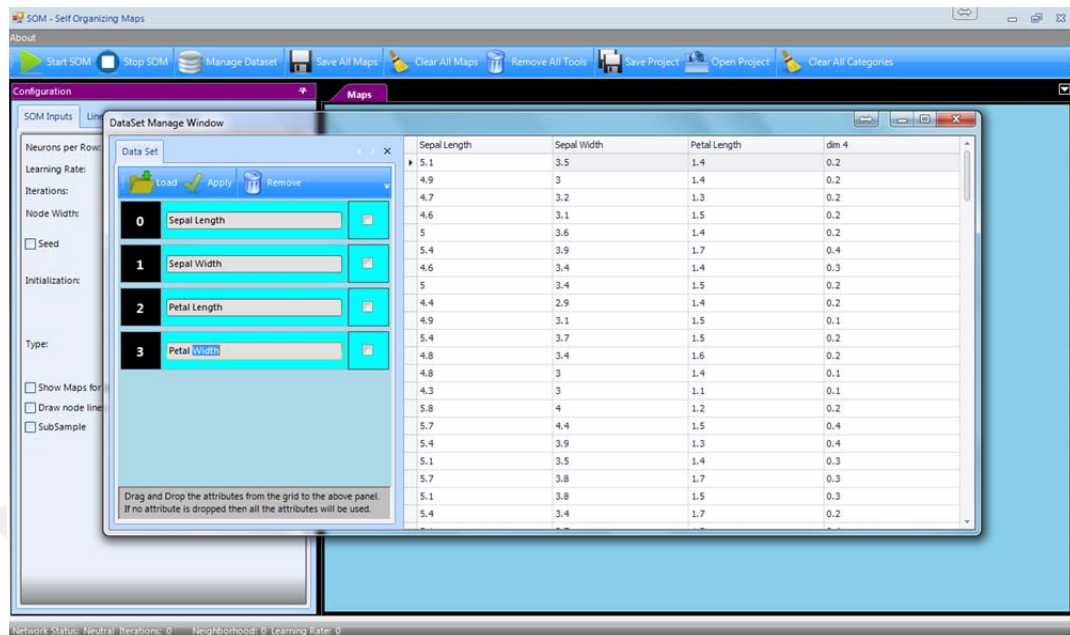 SOM - Self Organizing Maps
About
Start SOM Stop SOM Manage Dataset Save All Maps Clear All Maps Remove All Tools Save Project Open Project Clear All Categories
Configuration
Maps
SOM Inputs
Neurons per Row:
Learning Rate:
Iterations:
Node Width:
Seed
Initialization:
Type:
Show Maps for
Draw node line
SubSample
DataSet Manage Window
Data Set
Load Apply Remove
0 Sepal Length
1 Sepal Width
2 Petal Length
3 Petal Width
Drag and Drop the attributes from the grid to the above panel.
If no attribute is dropped then all the attributes will be used.
Sepal Length Sepal Width Petal Length dim 4
5.1 3.5 1.4 0.2
4.9 3 1.4 0.2
4.7 3.2 1.3 0.2
4.6 3.1 1.5 0.2
5 3.6 1.4 0.2
5.4 3.9 1.7 0.4
4.6 3.4 1.4 0.3
5 3.4 1.5 0.2
4.4 2.9 1.4 0.2
4.9 3.1 1.5 0.1
5.4 3.7 1.5 0.2
4.8 3.4 1.6 0.2
4.8 3 1.4 0.1
4.3 3 1.1 0.1
5.8 4 1.2 0.2
5.7 4.4 1.5 0.4
5.4 3.9 1.3 0.4
5.1 3.5 1.4 0.3
5.7 3.8 1.7 0.3
5.1 3.8 1.5 0.3
5.4 3.4 1.7 0.2
Network Status: Neutral Iterations: 0 Neighborhood: 0 Learning Rate: 0